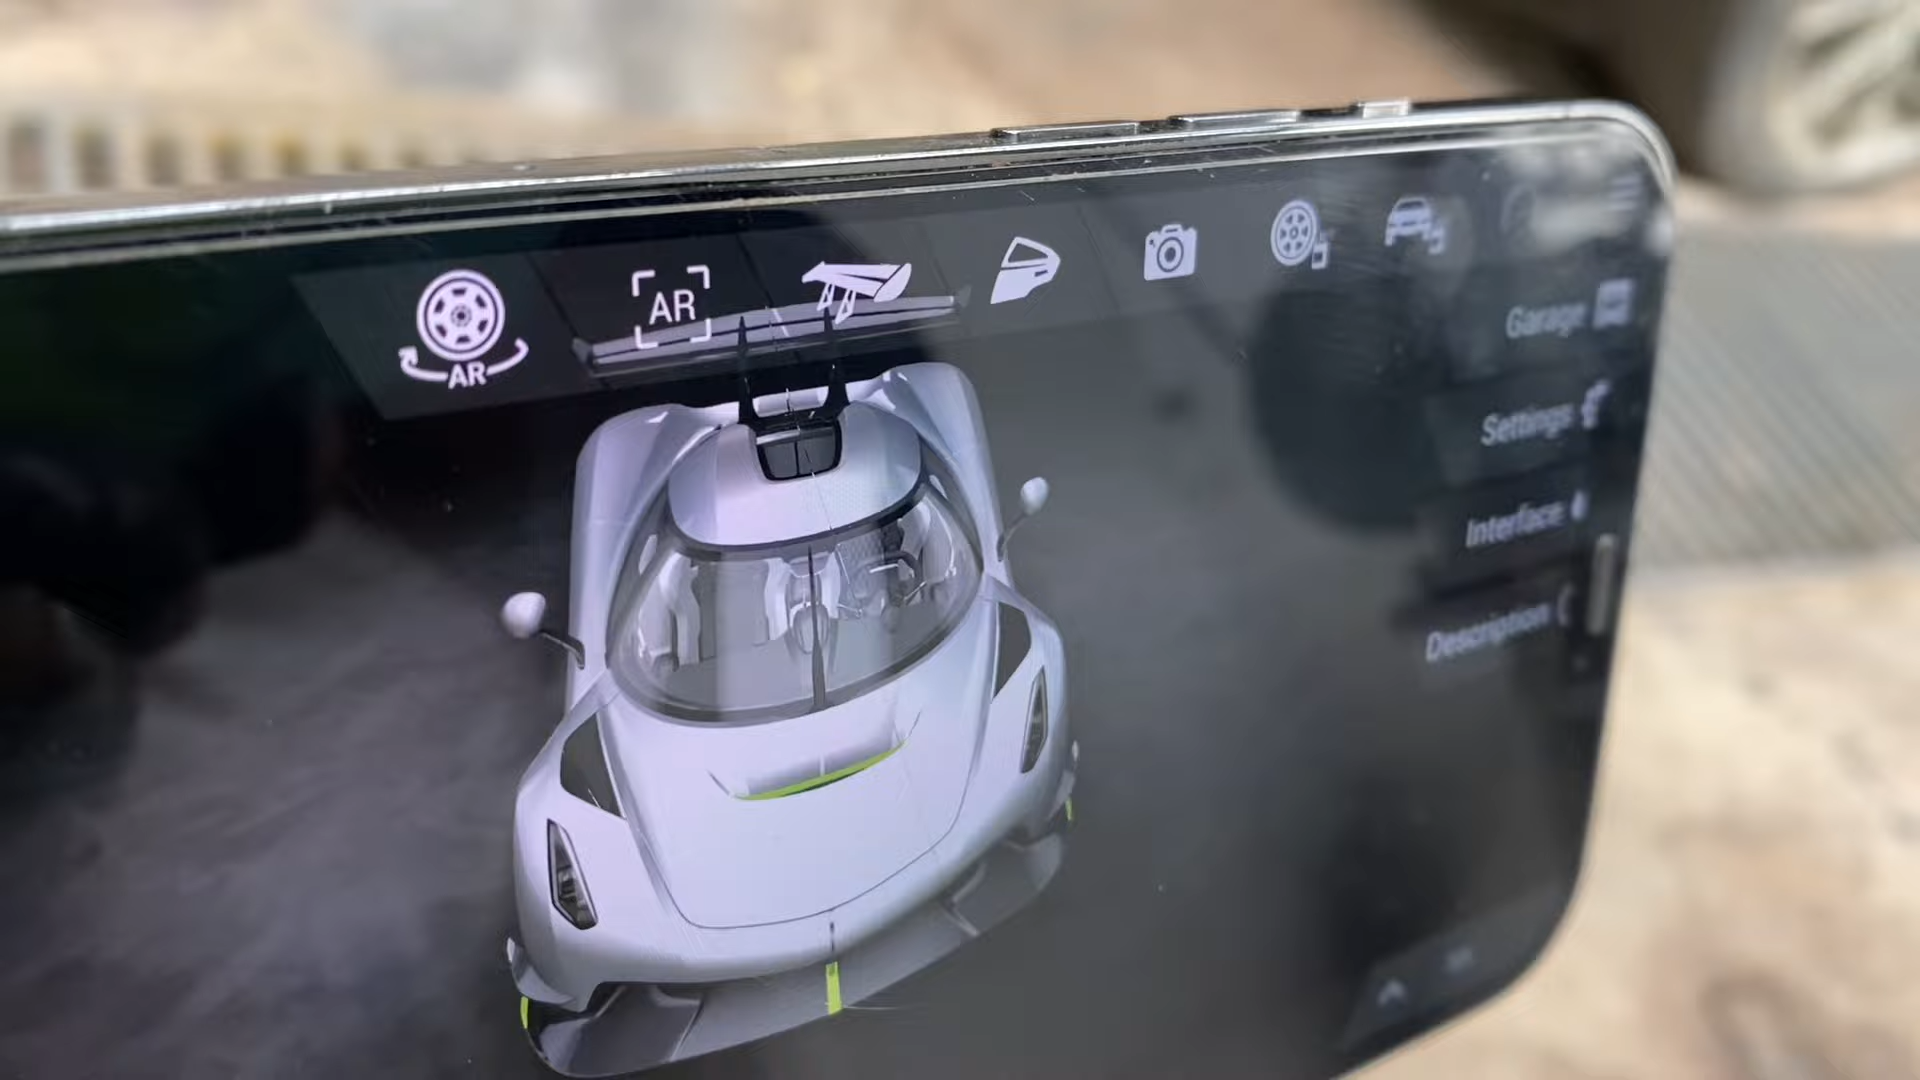 AR
AR
Garage
Settings
Interface
Description